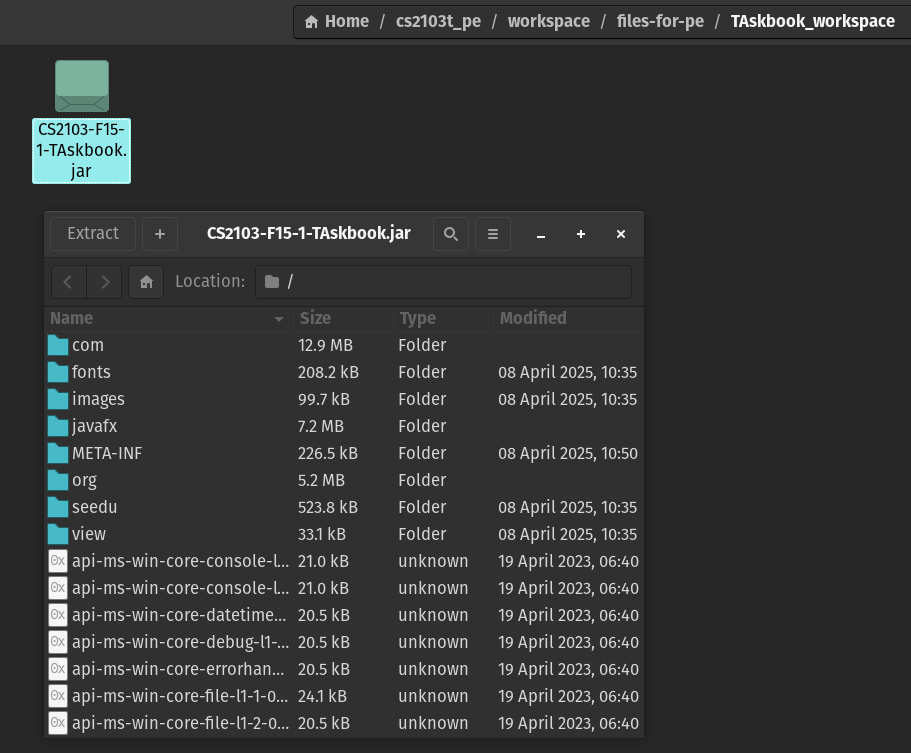 Home / cs2103t_pe / workspace / files-for-pe / TAskbook_workspace
CS2103-F15-
1-TAskbook.
jar
Extract + CS2103-F15-1-TAskbook.jar
Location: /
Name Size Type Modified
com 12.9 MB Folder
fonts 208.2 kB Folder 08 April 2025, 10:35
images 99.7 kB Folder 08 April 2025, 10:35
javafx 7.2 MB Folder
META-INF 226.5 kB Folder 08 April 2025, 10:50
org 5.2 MB Folder
seedu 523.8 kB Folder 08 April 2025, 10:35
view 33.1 kB Folder 08 April 2025, 10:35
0x api-ms-win-core-console-l... 21.0 kB unknown 19 April 2023, 06:40
0x api-ms-win-core-console-l... 21.0 kB unknown 19 April 2023, 06:40
0x api-ms-win-core-datetime... 20.5 kB unknown 19 April 2023, 06:40
0x api-ms-win-core-debug-l1-... 20.5 kB unknown 19 April 2023, 06:40
0x api-ms-win-core-errorhan... 20.5 kB unknown 19 April 2023, 06:40
0x api-ms-win-core-file-l1-1-0... 24.1 kB unknown 19 April 2023, 06:40
0x api-ms-win-core-file-l1-2-0... 20.5 kB unknown 19 April 2023, 06:40